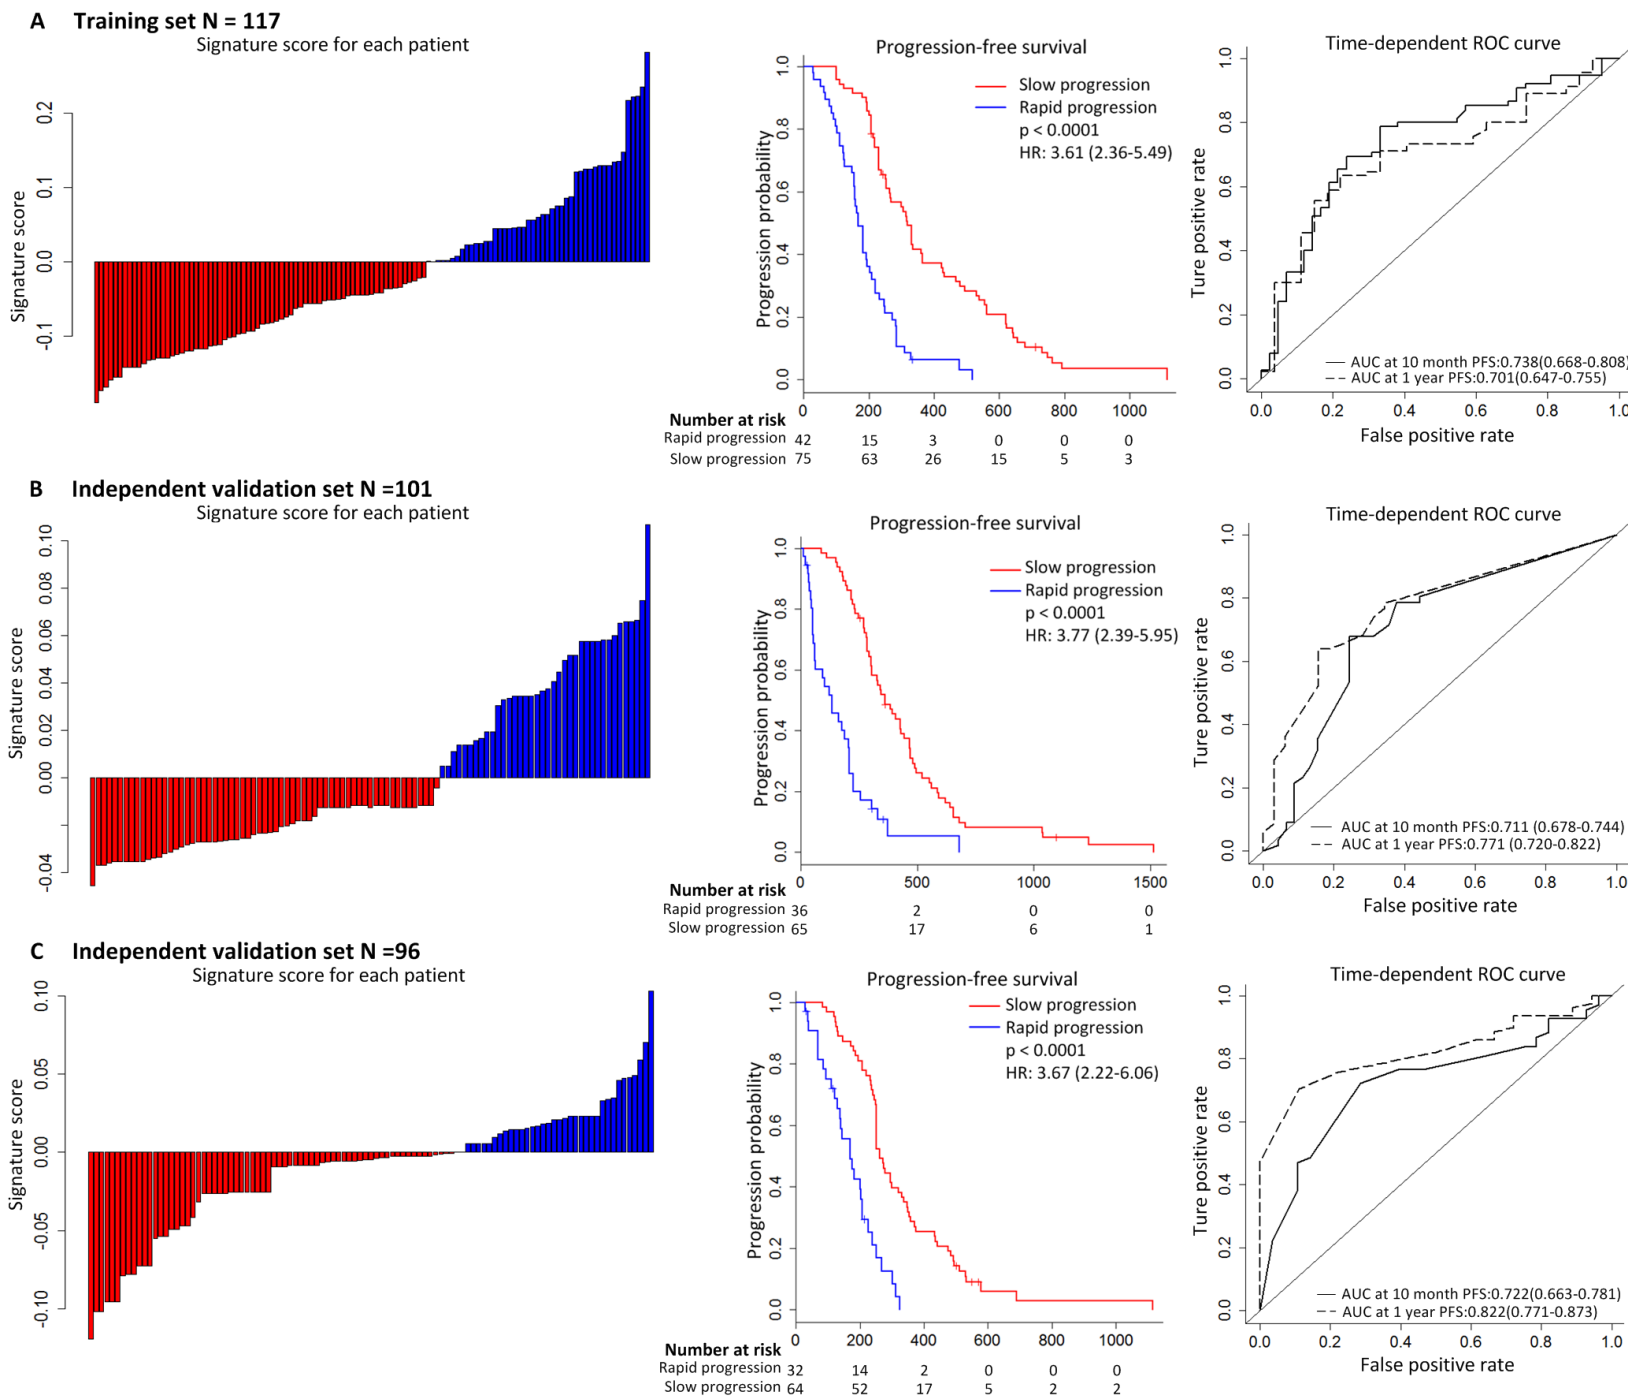 A Training set N = 117
Signature score for each patient
Signature score
0.2
0.1
0.0
-0.1
Progression-free survival
Slow progression
Rapid progression
p < 0.0001
HR: 3.61 (2.36-5.49)
Progression probability
1.0
0.8
0.6
0.4
0.2
0.0
0 200 400 600 800 1000
Number at risk
Rapid progression 42 15 3 0 0 0
Slow progression 75 63 26 15 5 3
Time-dependent ROC curve
Ture positive rate
1.0
0.8
0.6
0.4
0.2
0.0
AUC at 10 month PFS:0.738(0.668-0.808)
AUC at 1 year PFS:0.701(0.647-0.755)
0.0 0.2 0.4 0.6 0.8 1.0
False positive rate
B Independent validation set N =101
Signature score for each patient
Signature score
0.10
0.08
0.06
0.04
0.02
0.00
-0.04
Progression-free survival
Slow progression
Rapid progression
p < 0.0001
HR: 3.77 (2.39-5.95)
Progression probability
1.0
0.8
0.6
0.4
0.2
0.0
0 500 1000 1500
Number at risk
Rapid progression 36 2 0 0
Slow progression 65 17 6 1
Time-dependent ROC curve
Ture positive rate
1.0
0.8
0.6
0.4
0.2
0.0
AUC at 10 month PFS:0.711 (0.678-0.744)
AUC at 1 year PFS:0.771 (0.720-0.822)
0.0 0.2 0.4 0.6 0.8 1.0
False positive rate
C Independent validation set N =96
Signature score for each patient
Signature score
0.10
0.05
0.00
-0.05
-0.10
Progression-free survival
Slow progression
Rapid progression
p < 0.0001
HR: 3.67 (2.22-6.06)
Progression probability
1.0
0.8
0.6
0.4
0.2
0.0
0 200 400 600 800 1000
Number at risk
Rapid progression 32 14 2 0 0 0
Slow progression 64 52 17 5 2 2
Time-dependent ROC curve
Ture positive rate
1.0
0.8
0.6
0.4
0.2
0.0
AUC at 10 month PFS:0.722(0.663-0.781)
AUC at 1 year PFS:0.822(0.771-0.873)
0.0 0.2 0.4 0.6 0.8 1.0
False positive rate